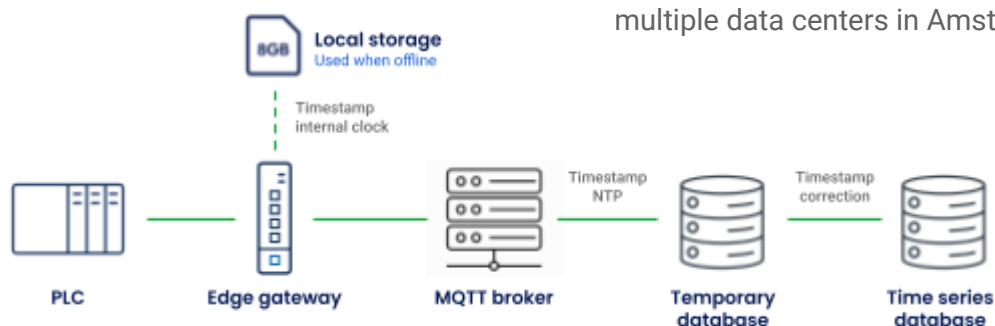 multiple data centers in Amst
8GB
Local storage
Used when offline
Timestamp
internal clock
Timestamp
NTP
Timestamp
correction
PLC
Edge gateway
MQTT broker
Temporary
database
Time series
database